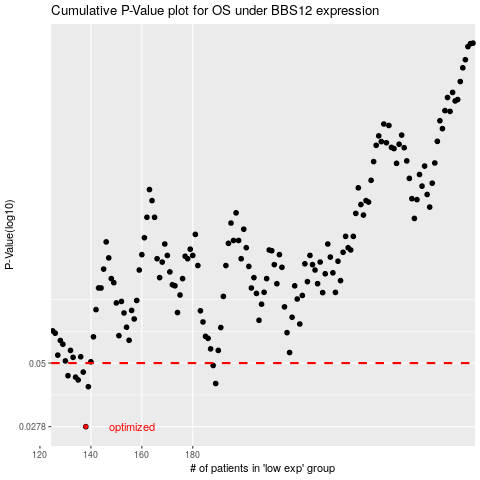 Cumulative P-Value plot for OS under BBS12 expression
P-Value(log10)
0.05
0.0278
optimized
120 140 160 180
# of patients in 'low exp' group